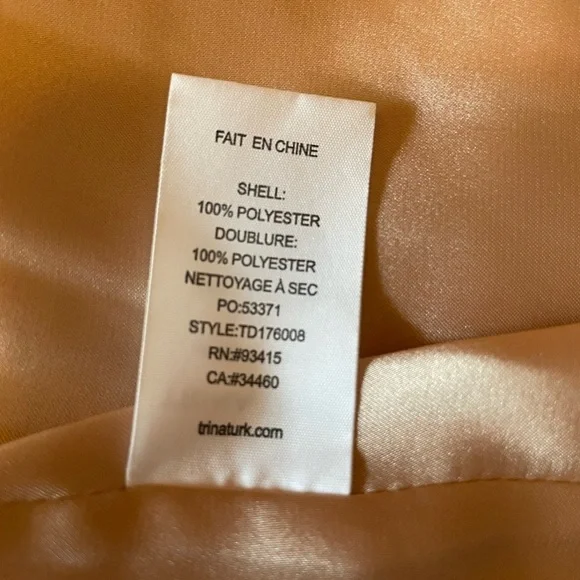 FAIT EN CHINE
SHELL:
100% POLYESTER
DOUBLURE:
100% POLYESTER
NETTOYAGE À SEC
PO:53371
STYLE:TD176008
RN:#93415
CA:#34460
trinaturk.com